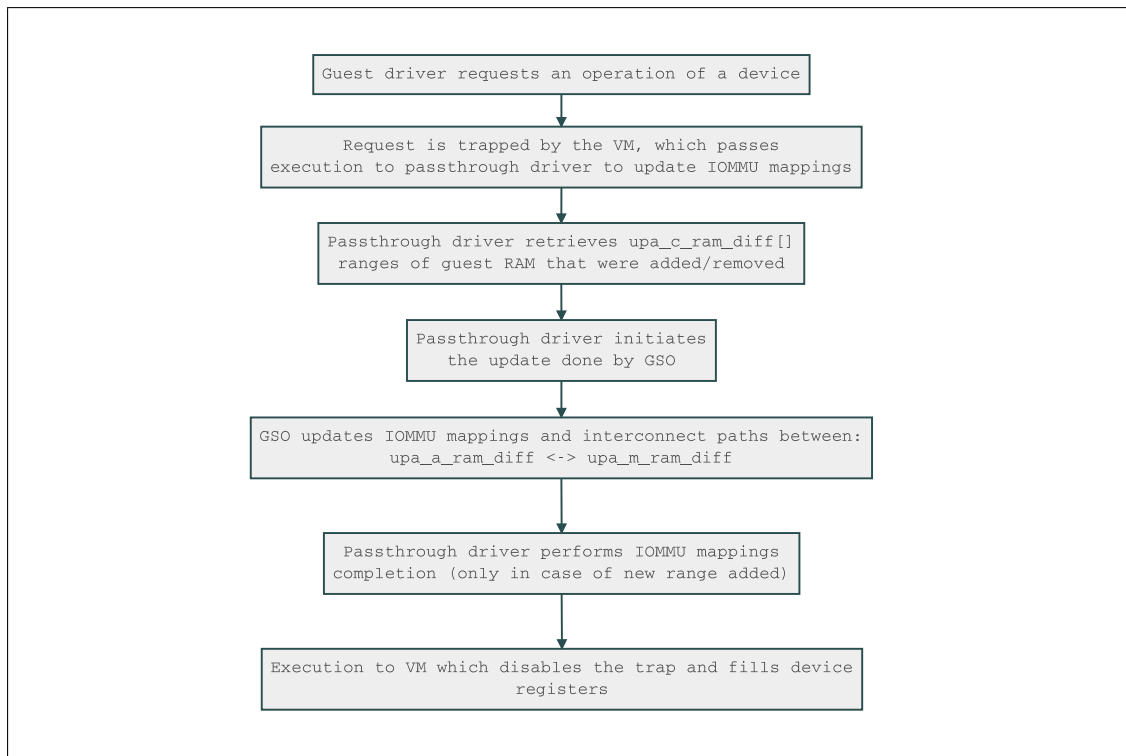 Guest driver requests an operation of a device
Request is trapped by the VM, which passes
execution to passthrough driver to update IOMMU mappings
Passthrough driver retrieves upa_c_ram_diff[]
ranges of guest RAM that were added/removed
Passthrough driver initiates
the update done by GSO
GSO updates IOMMU mappings and interconnect paths between:
upa_a_ram_diff <-> upa_m_ram_diff
Passthrough driver performs IOMMU mappings
completion (only in case of new range added)
Execution to VM which disables the trap and fills device
registers